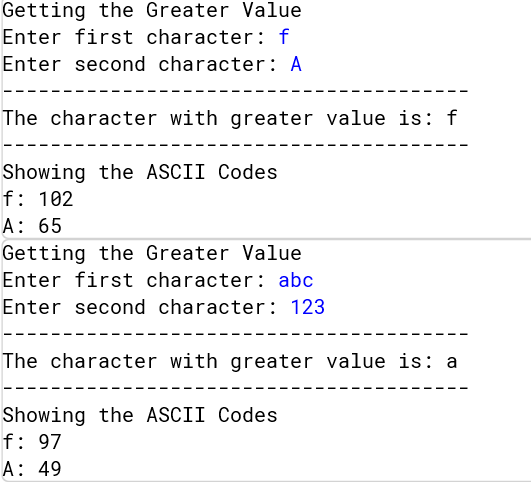 Getting the Greater Value
Enter first character: f
Enter second character: A
---------------------------------------
The character with greater value is: f
---------------------------------------
Showing the ASCII Codes
f: 102
A: 65
Getting the Greater Value
Enter first character: abc
Enter second character: 123
---------------------------------------
The character with greater value is: a
---------------------------------------
Showing the ASCII Codes
f: 97
A: 49